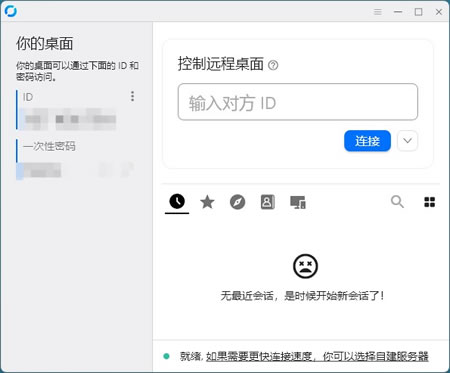 你的桌面
你的桌面可以通过下面的 ID 和
密码访问。
ID
一次性密码
控制远程桌面
输入对方 ID
连接
无最近会话，是时候开始新会话了！
就绪, 如果需要更快连接速度，你可以选择自建服务器